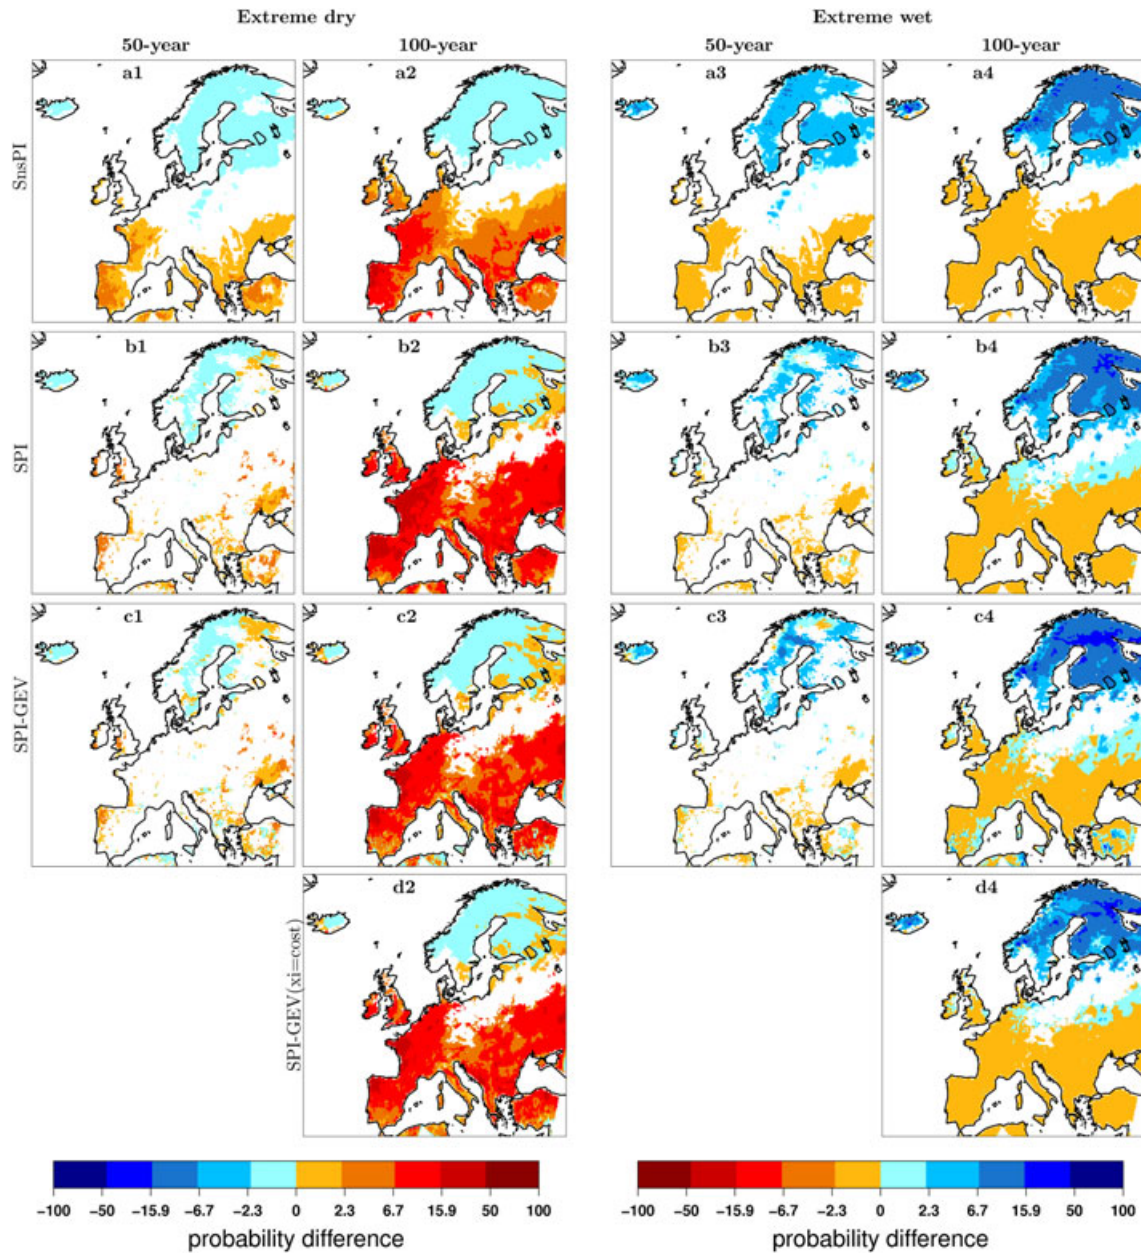 Extreme dry
Extreme wet
50-year
100-year
50-year
100-year
SnsPI
a1
a2
a3
a4
SPI
b1
b2
b3
b4
SPI-GEV
c1
c2
c3
c4
SPI-GEV(xi=cost)
d2
d4
−100 −50 −15.9 −6.7 −2.3 0 2.3 6.7 15.9 50 100
probability difference
−100 −50 −15.9 −6.7 −2.3 0 2.3 6.7 15.9 50 100
probability difference